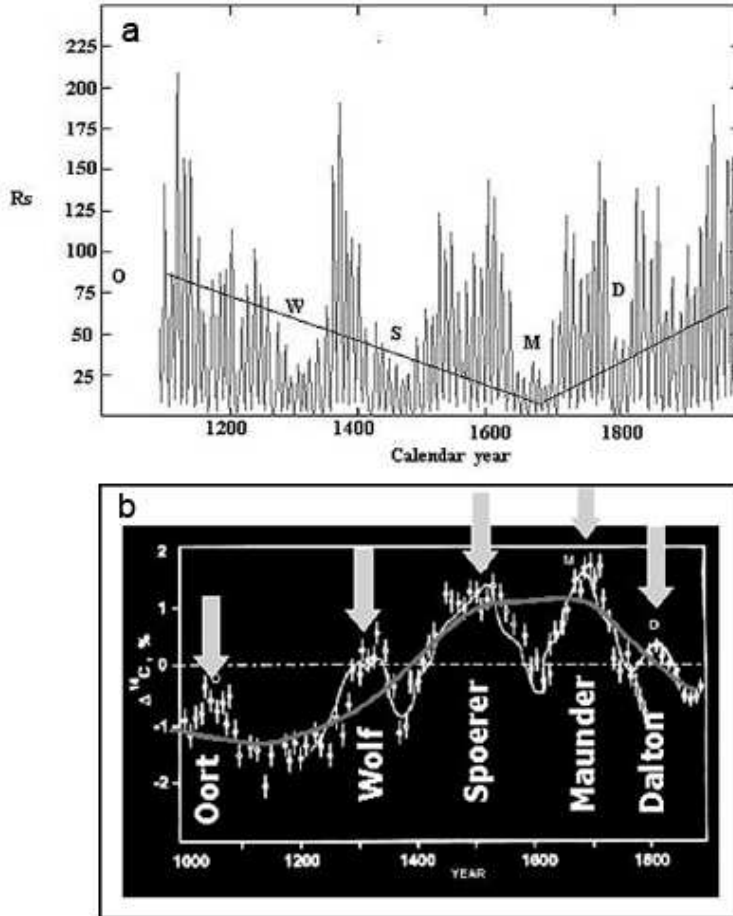 a
225
200
175
150
Rs
125
100
O
75
W
D
50
S
M
25
1200 1400 1600 1800
Calendar year
b
2
M
1
D
Δ ¹⁴C, %
0
O
-1
-2
Oort
Wolf
Spoerer
Maunder
Dalton
1000 1200 1400 1600 1800
YEAR